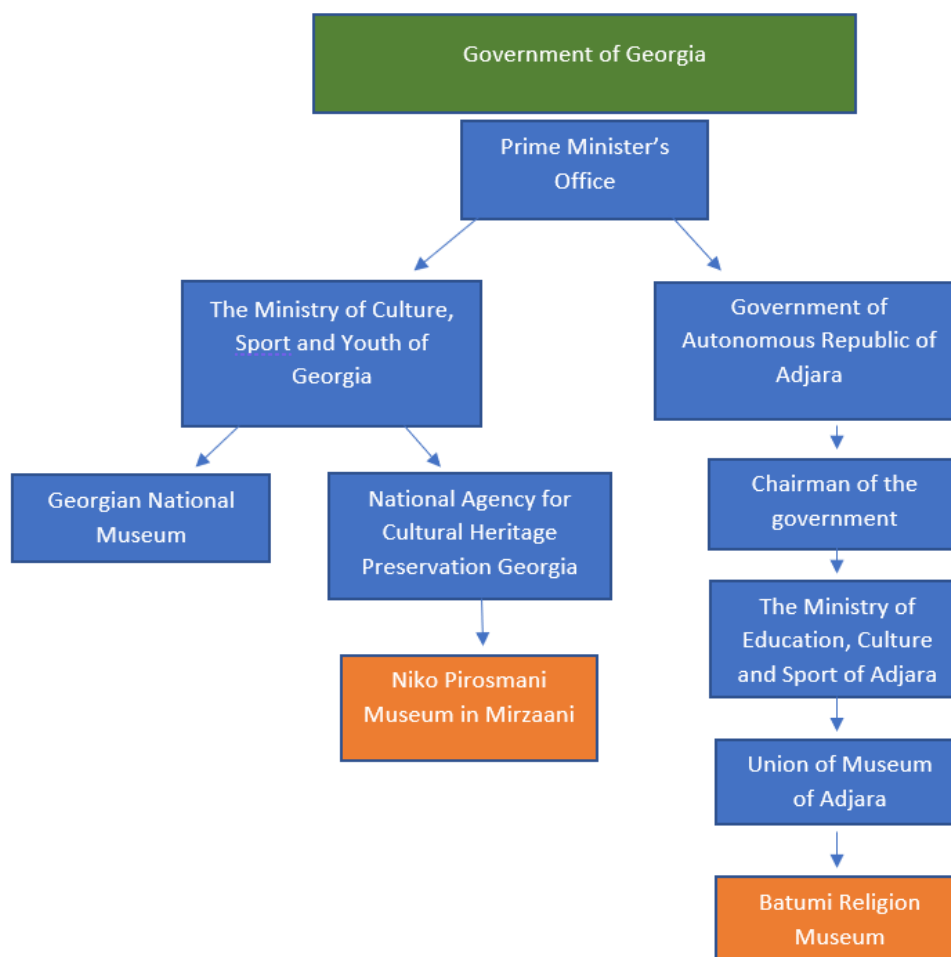 Government of Georgia
Prime Minister’s
Office
The Ministry of Culture,
Sport and Youth of
Georgia
Government of
Autonomous Republic of
Adjara
Georgian National
Museum
National Agency for
Cultural Heritage
Preservation Georgia
Chairman of the
government
Niko Pirosmani
Museum in Mirzaani
The Ministry of
Education, Culture
and Sport of Adjara
Union of Museum
of Adjara
Batumi Religion
Museum